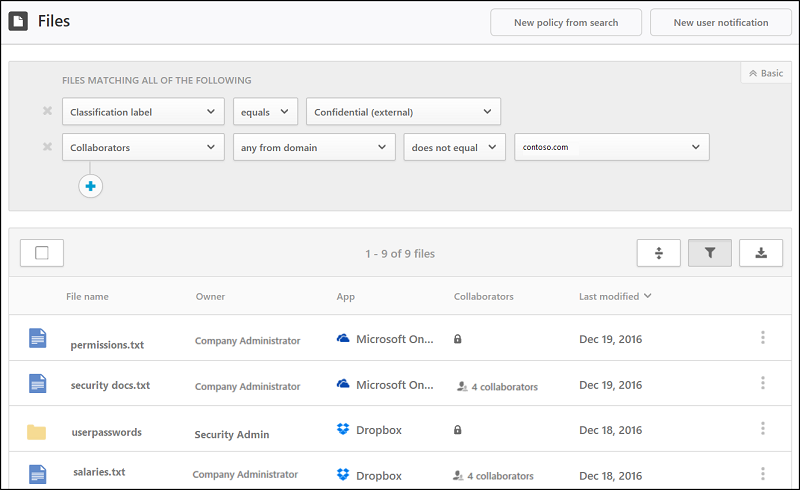 Files
New policy from search
New user notification
Basic
FILES MATCHING ALL OF THE FOLLOWING
Classification label equals Confidential (external)
Collaborators any from domain does not equal contoso.com
1 - 9 of 9 files
File name Owner App Collaborators Last modified
permissions.txt Company Administrator Microsoft On... Dec 19, 2016
security docs.txt Company Administrator Microsoft On... 4 collaborators Dec 19, 2016
userpasswords Security Admin Dropbox Dec 18, 2016
salaries.txt Company Administrator Dropbox 4 collaborators Dec 18, 2016